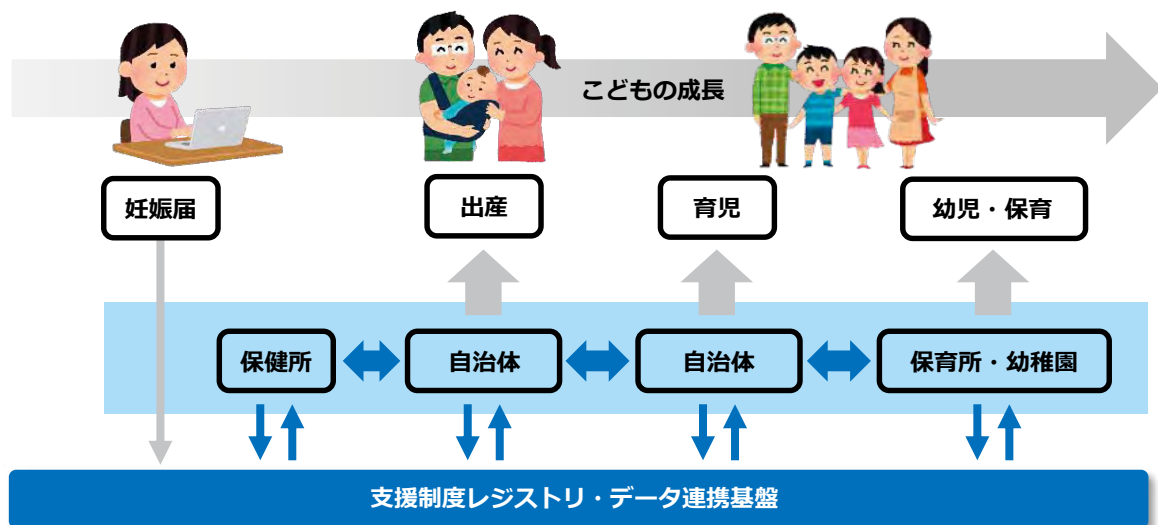 こどもの成長
妊娠届
出産
育児
幼児・保育
保健所
自治体
自治体
保育所・幼稚園
支援制度レジストリ・データ連携基盤